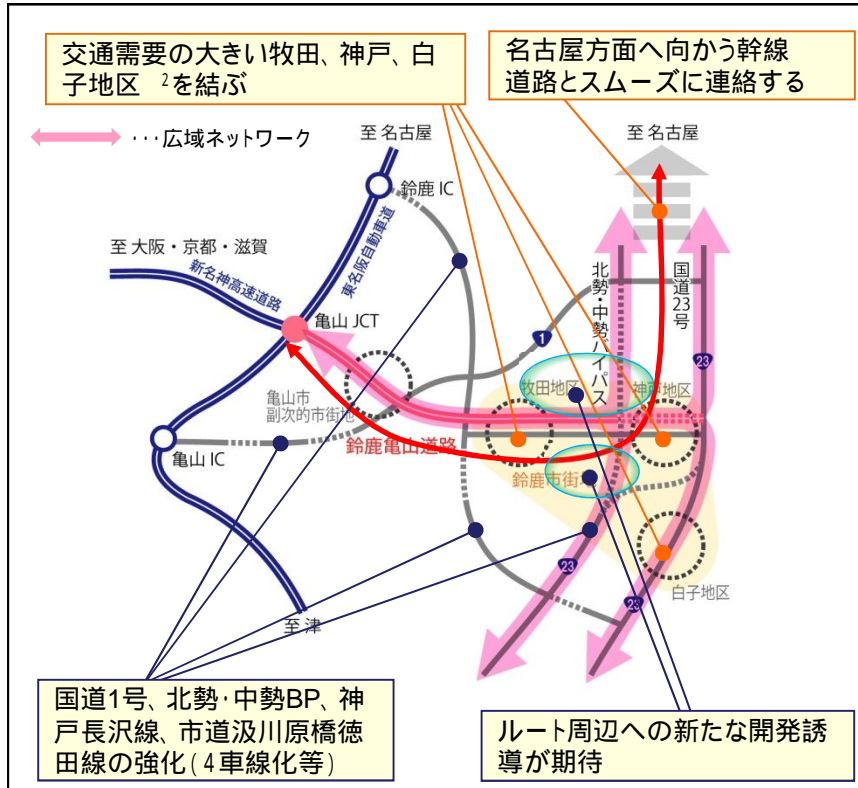 交通需要の大きい牧田、神戸、白
子地区 2を結ぶ
名古屋方面へ向かう幹線
道路とスムーズに連絡する
・・・広域ネットワーク
至 名古屋
至 名古屋
鈴鹿 IC
東名阪自動車道
至 大阪・京都・滋賀
新名神高速道路
亀山 JCT
北勢・中勢バイパス
国道23号
1
23
亀山市
副次的市街地
牧田地区
神戸地区
鈴鹿亀山道路
亀山 IC
鈴鹿市街
23
白子地区
23
至 津
国道1号、北勢・中勢BP、神
戸長沢線、市道汲川原橋徳
田線の強化(4車線化等)
ルート周辺への新たな開発誘
導が期待